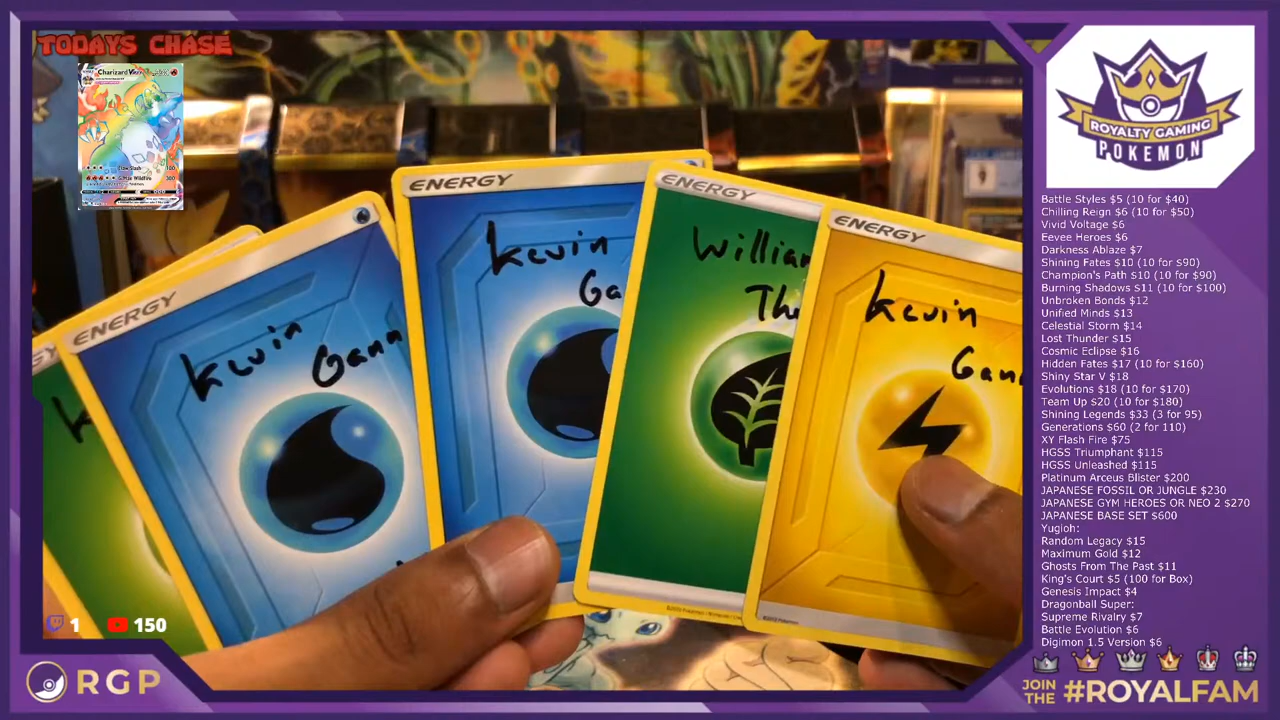 TODAYS CHASE
Charizard
Claw Slash 100
G-Max Wildfire 300
ENERGY
Kevin
Gann
ENERGY
Kevin
Ga
ENERGY
ENERGY
Kevin
Gann
1
150
RGP
ROYALTY GAMING
POKEMON
Battle Styles $5 (10 for $40)
Chilling Reign $6 (10 for $50)
Vivid Voltage $6
Eevee Heroes $6
Darkness Ablaze $7
Shining Fates $10 (10 for $90)
Champion's Path $10 (10 for $90)
Burning Shadows $11 (10 for $100)
Unbroken Bonds $12
Unified Minds $13
Celestial Storm $14
Lost Thunder $15
Cosmic Eclipse $16
Hidden Fates $17 (10 for $160)
Shiny Star V $18
Evolutions $18 (10 for $170)
Team Up $20 (10 for $180)
Shining Legends $33 (3 for 95)
Generations $60 (2 for 110)
XY Flash Fire $75
HGSS Triumphant $115
HGSS Unleashed $115
Platinum Arceus Blister $200
JAPANESE FOSSIL OR JUNGLE $230
JAPANESE GYM HEROES OR NEO 2 $270
JAPANESE BASE SET $600
Yugioh:
Random Legacy $15
Maximum Gold $12
Ghosts From The Past $11
King's Court $5 (100 for Box)
Genesis Impact $4
Dragonball Super:
Supreme Rivalry $7
Battle Evolution $6
Digimon 1.5 Version $6
JOIN
THE #ROYALFAM